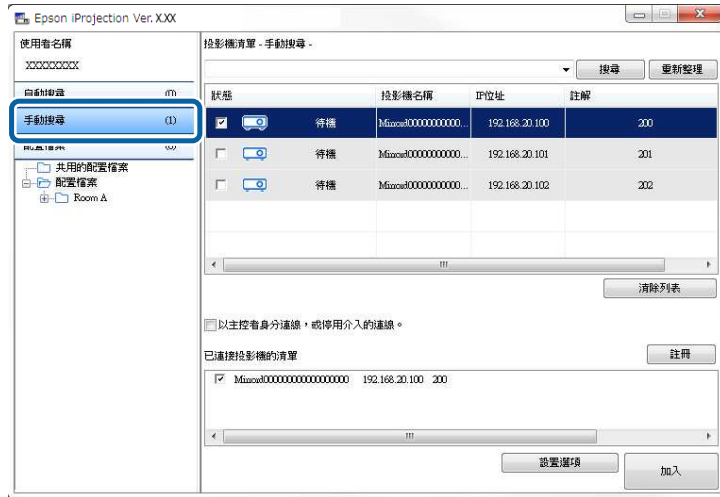 Epson iProjection Ver. X.XX
使用者名稱
XXXXXXXXX
自動搜尋 (0)
手動搜尋 (1)
配置檔案 (0)
共用的配置檔案
配置檔案
Room A
投影機清單 - 手動搜尋 -
搜尋 重新整理
狀態 投影機名稱 IP位址 註解
待機 192.168.20.100 200
待機 192.168.20.101 201
待機 192.168.20.102 202
清除列表
以主控者身分連線，或停用介入的連線。
已連接投影機的清單 註冊
192.168.20.100 200
設置選項 加入